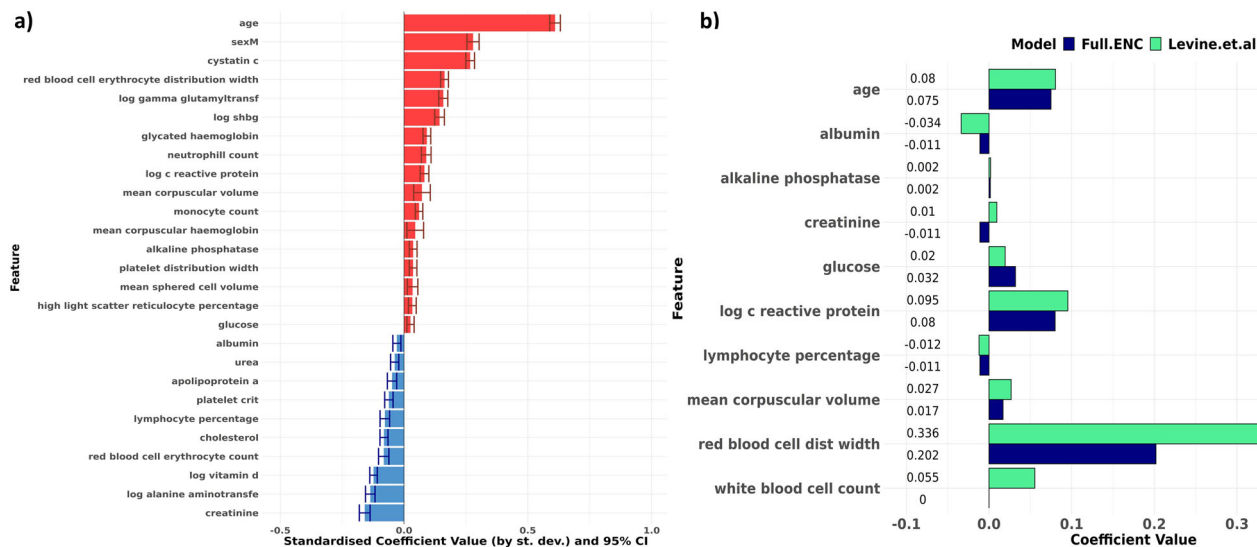 a)
age
sexM
cystatin c
red blood cell erythrocyte distribution width
log gamma glutamyltransf
log shbg
glycated haemoglobin
neutrophill count
log c reactive protein
mean corpuscular volume
monocyte count
mean corpuscular haemoglobin
alkaline phosphatase
platelet distribution width
mean sphered cell volume
high light scatter reticulocyte percentage
glucose
albumin
urea
apolipoprotein a
platelet crit
lymphocyte percentage
cholesterol
red blood cell erythrocyte count
log vitamin d
log alanine aminotransfe
creatinine
Feature
-0.5 0.0 0.5 1.0
Standardised Coefficient Value (by st. dev.) and 95% CI
b)
Model Full.ENC Levine.et.al
age
0.08
0.075
albumin
-0.034
-0.011
alkaline phosphatase
0.002
0.002
creatinine
0.01
-0.011
glucose
0.02
0.032
log c reactive protein
0.095
0.08
lymphocyte percentage
-0.012
-0.011
mean corpuscular volume
0.027
0.017
red blood cell dist width
0.336
0.202
white blood cell count
0.055
0
Feature
-0.1 0.0 0.1 0.2 0.3
Coefficient Value